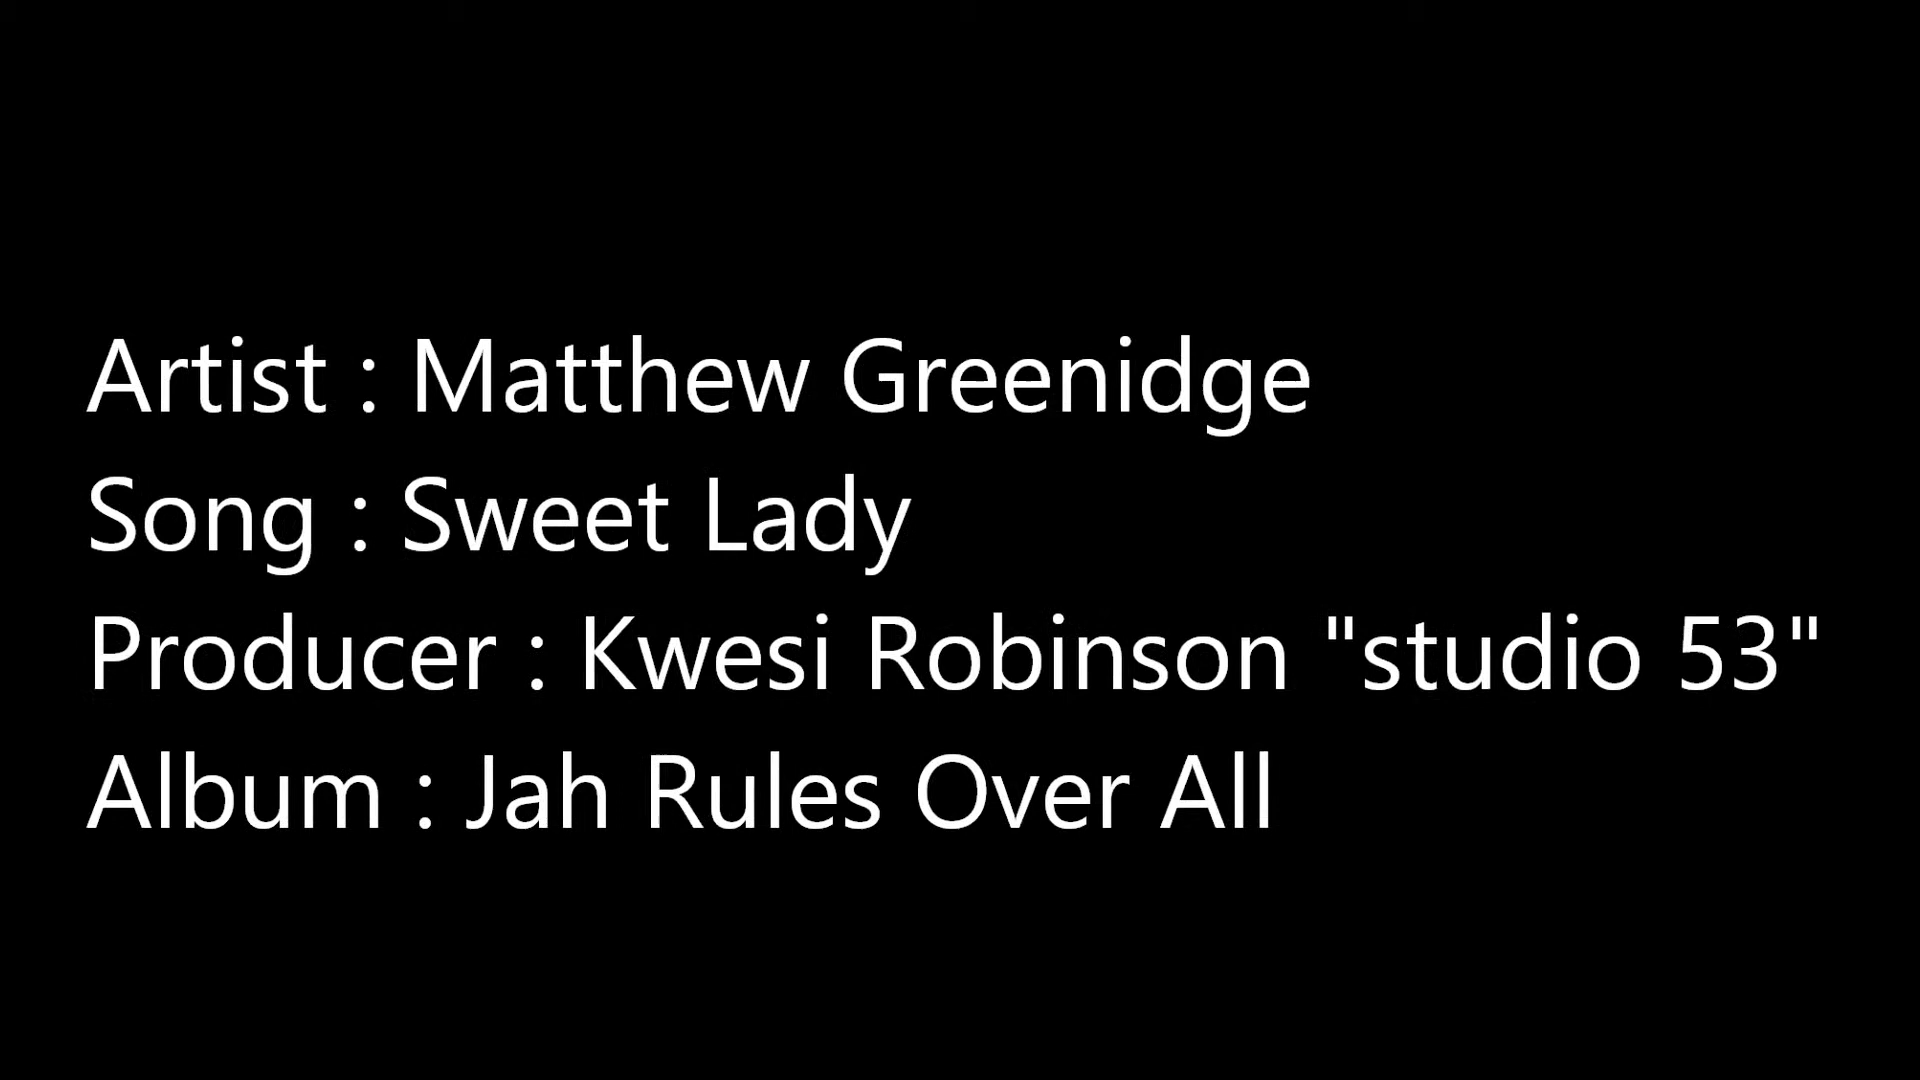 Artist : Matthew Greenidge
Song : Sweet Lady
Producer : Kwesi Robinson "studio 53"
Album : Jah Rules Over All